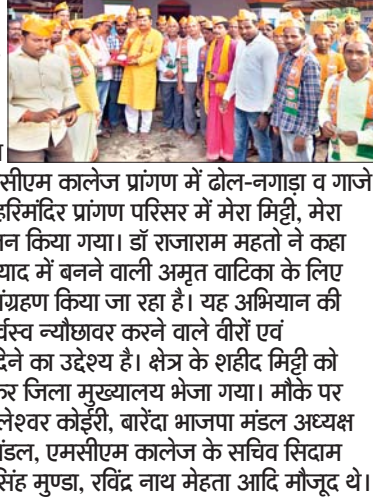 सीएम कालेज प्रांगण में ढोल-नगाड़ा व गाजे
हरिमंदिर प्रांगण परिसर में मेरा मिट्टी, मेरा
किया गया। डॉ राजाराम महतो ने कहा
याद में बनने वाली अमृत वाटिका के लिए
संग्रहण किया जा रहा है। यह अभियान की
न्यौछावर करने वाले वीरों एवं
देने का उद्देश्य है। क्षेत्र के शहीद मिट्टी को
कर जिला मुख्यालय भेजा गया। मौके पर
लेश्वर कोईरी, बारेंदा भाजपा मंडल अध्यक्ष
मंडल, एमसीएम कालेज के सचिव सिदाम
सिंह मुण्डा, रविंद्र नाथ मेहता आदि मौजूद थे।